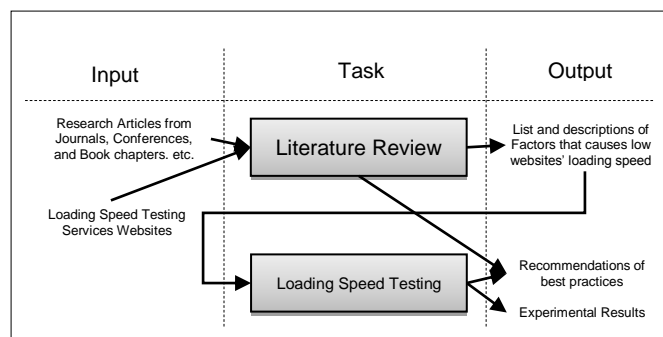 Input
Task
Output
Research Articles from
Journals, Conferences,
and Book chapters. etc.
Literature Review
List and descriptions of
Factors that causes low
websites' loading speed
Loading Speed Testing
Services Websites
Loading Speed Testing
Recommendations of
best practices
Experimental Results